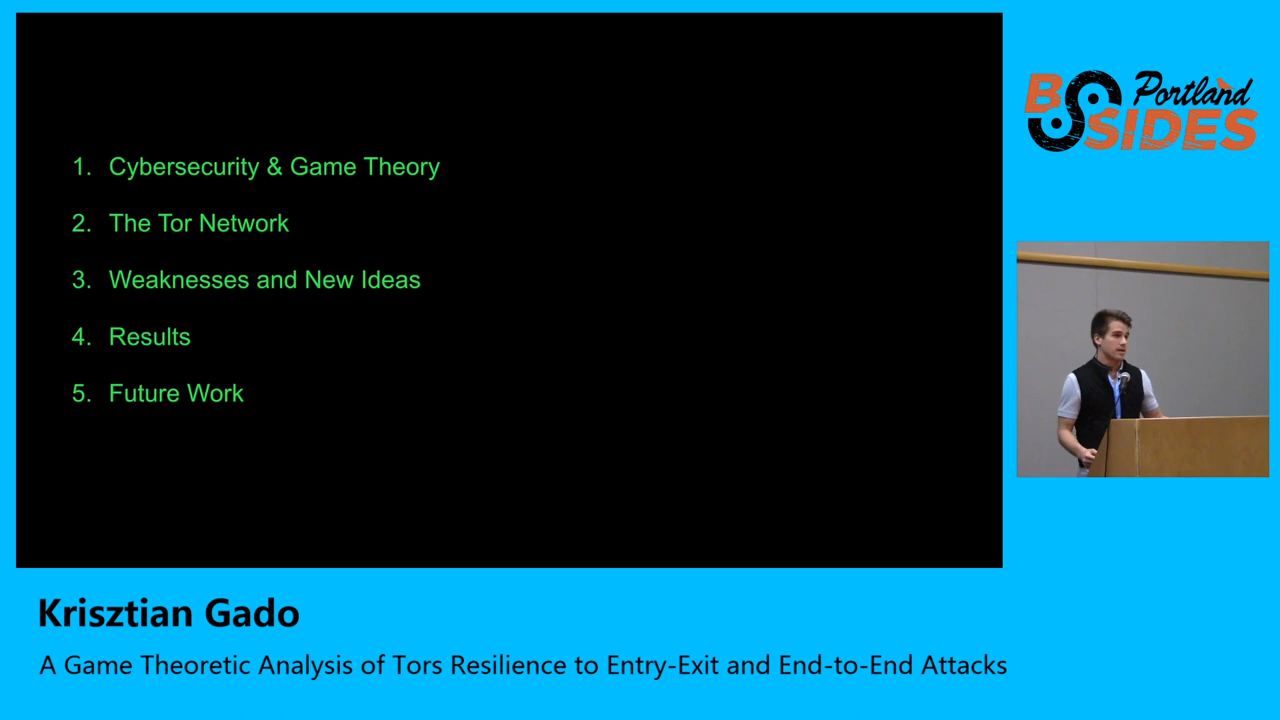 1. Cybersecurity & Game Theory
2. The Tor Network
3. Weaknesses and New Ideas
4. Results
5. Future Work
BSIDES Portland
Krisztian Gado
A Game Theoretic Analysis of Tors Resilience to Entry-Exit and End-to-End Attacks